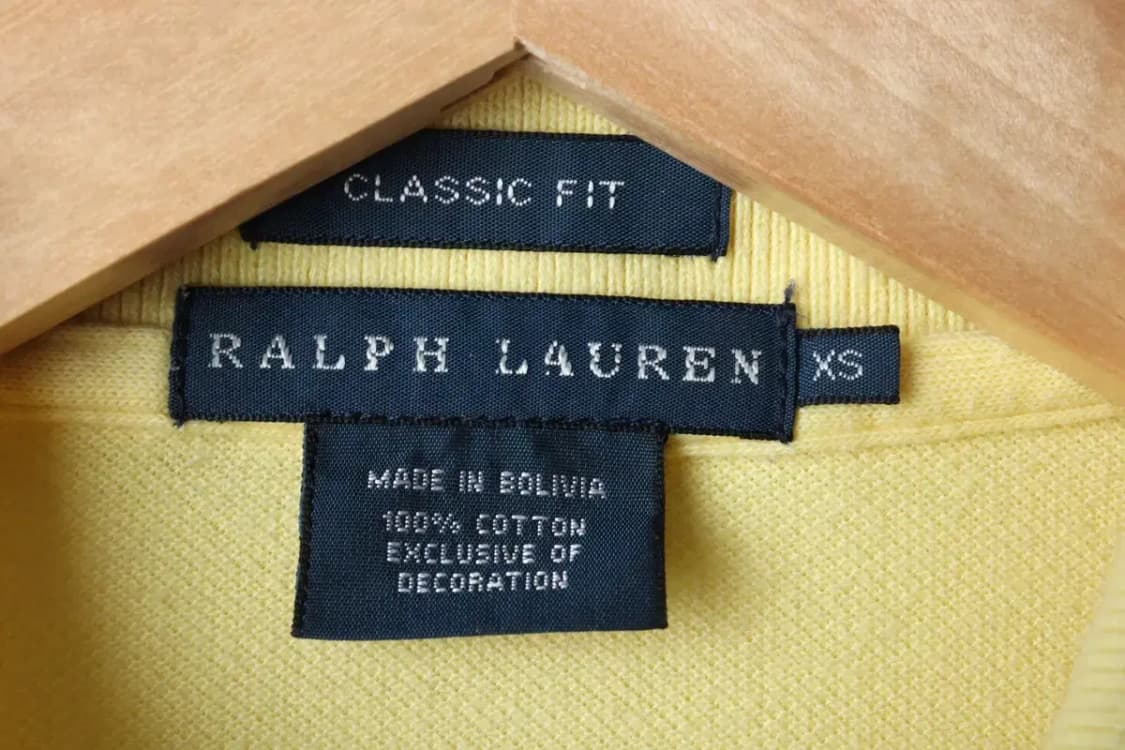 CLASSIC FIT
RALPH LAUREN
XS
MADE IN BOLIVIA
100% COTTON
EXCLUSIVE OF
DECORATION